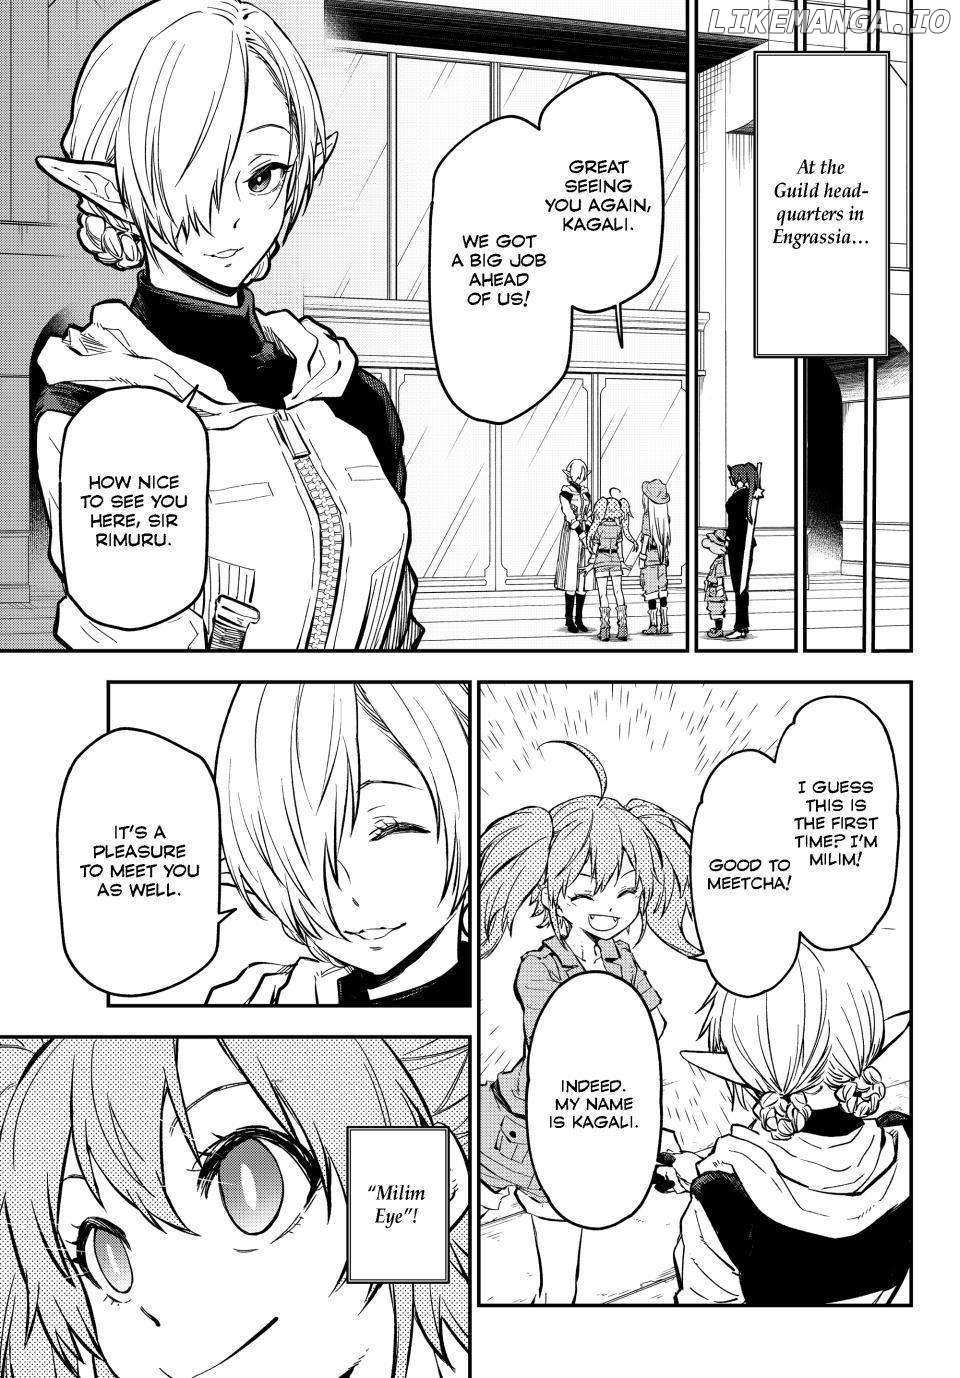 LIKEMANGA.IO
At the
Guild head-
quarters in
Engrassia...
GREAT
SEEING
YOU AGAIN,
KAGALI.
WE GOT
A BIG JOB
AHEAD
OF US!
HOW NICE
TO SEE YOU
HERE, SIR
RIMURU.
I GUESS
THIS IS
THE FIRST
TIME? I'M
MILIM!
GOOD TO
MEETCHA!
INDEED.
MY NAME
IS KAGALI.
IT'S A
PLEASURE
TO MEET YOU
AS WELL.
"Milim
Eye"!